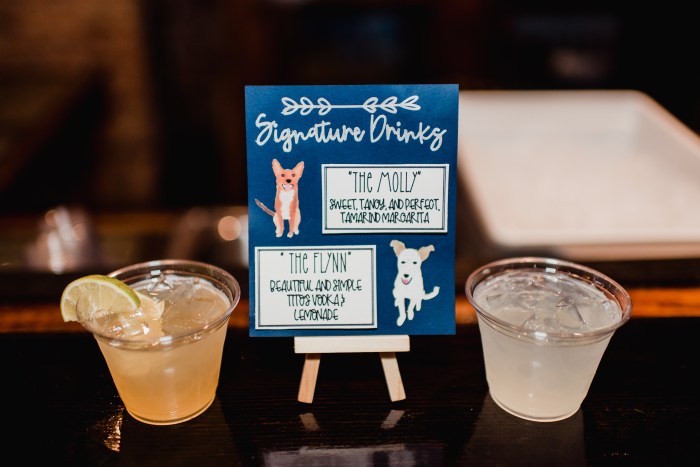 Signature Drinks
"THE MOLLY"
SWEET, TANGY, AND PERFECT,
TAMARIND MARGARITA
"THE FLYNN"
BEAUTIFUL AND SIMPLE
TITO'S VODKA &
LEMONADE